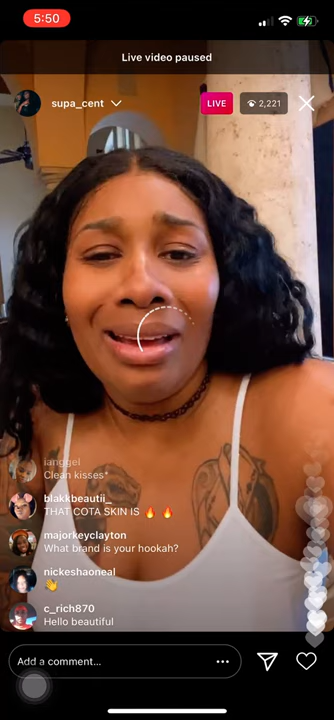 5:50
Live video paused
supa_cent
LIVE
2,221
ianggel
Clean kisses*
blakkbeautii_
THAT COTA SKIN IS 🔥 🔥
majorkeyclayton
What brand is your hookah?
nickeshaoneal
👋
c_rich870
Hello beautiful
Add a comment...